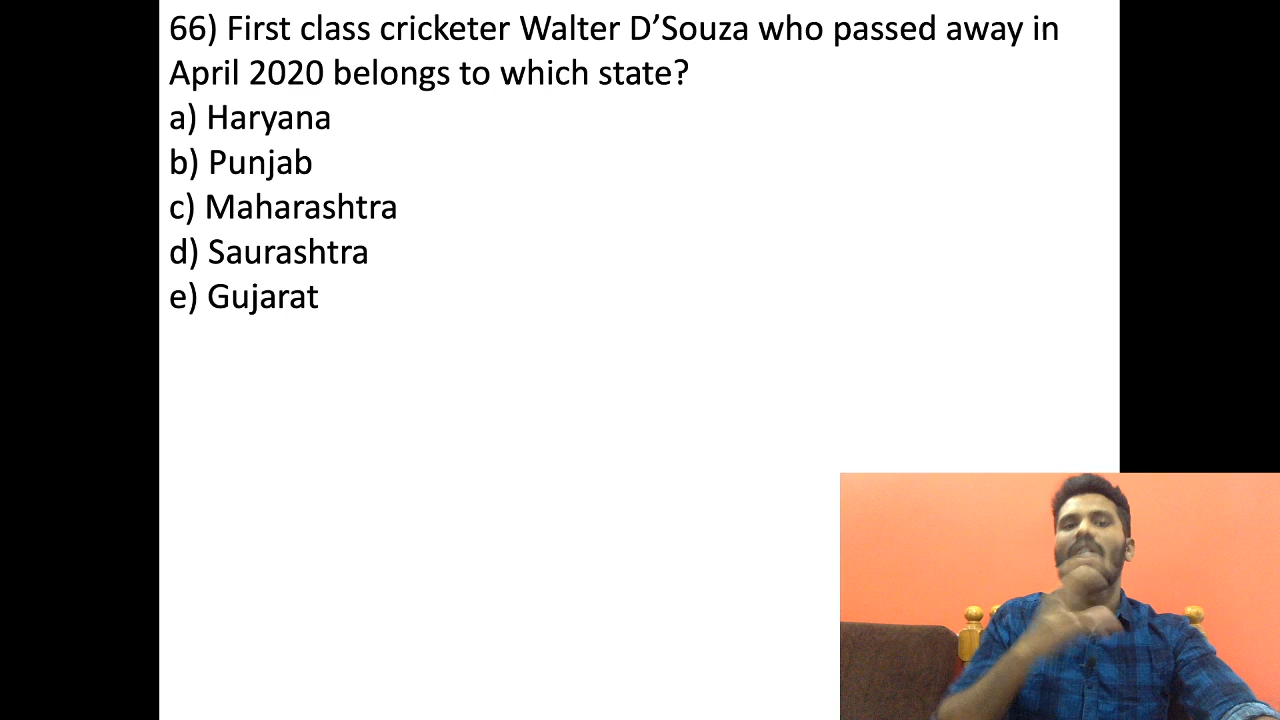 66) First class cricketer Walter D’Souza who passed away in
April 2020 belongs to which state?
a) Haryana
b) Punjab
c) Maharashtra
d) Saurashtra
e) Gujarat